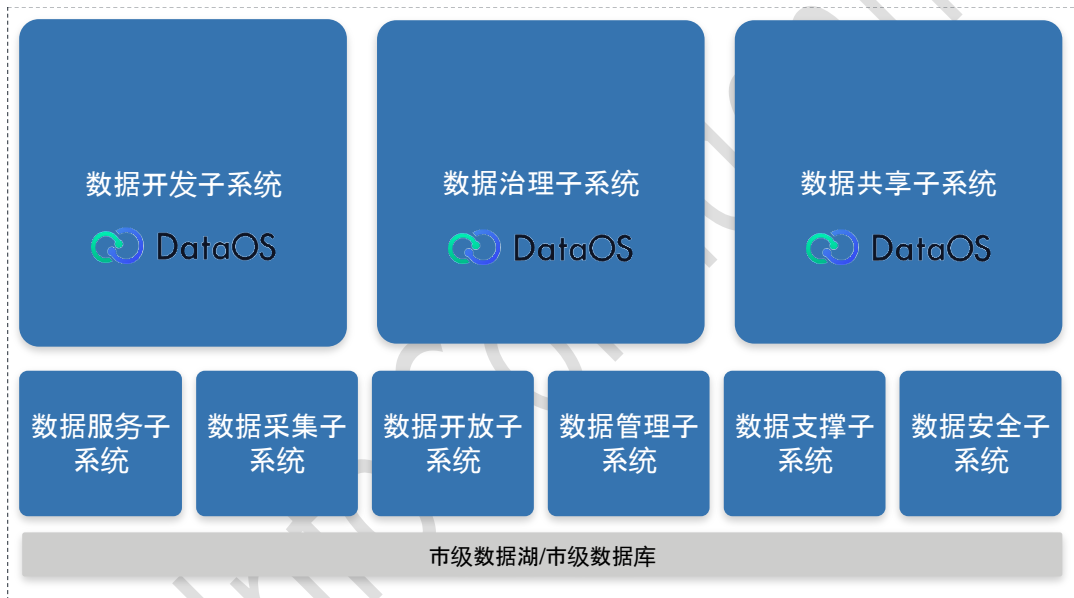 数据开发子系统
DataOS
数据治理子系统
DataOS
数据共享子系统
DataOS
数据服务子
系统
数据采集子
系统
数据开放子
系统
数据管理子
系统
数据支撑子
系统
数据安全子
系统
市级数据湖/市级数据库